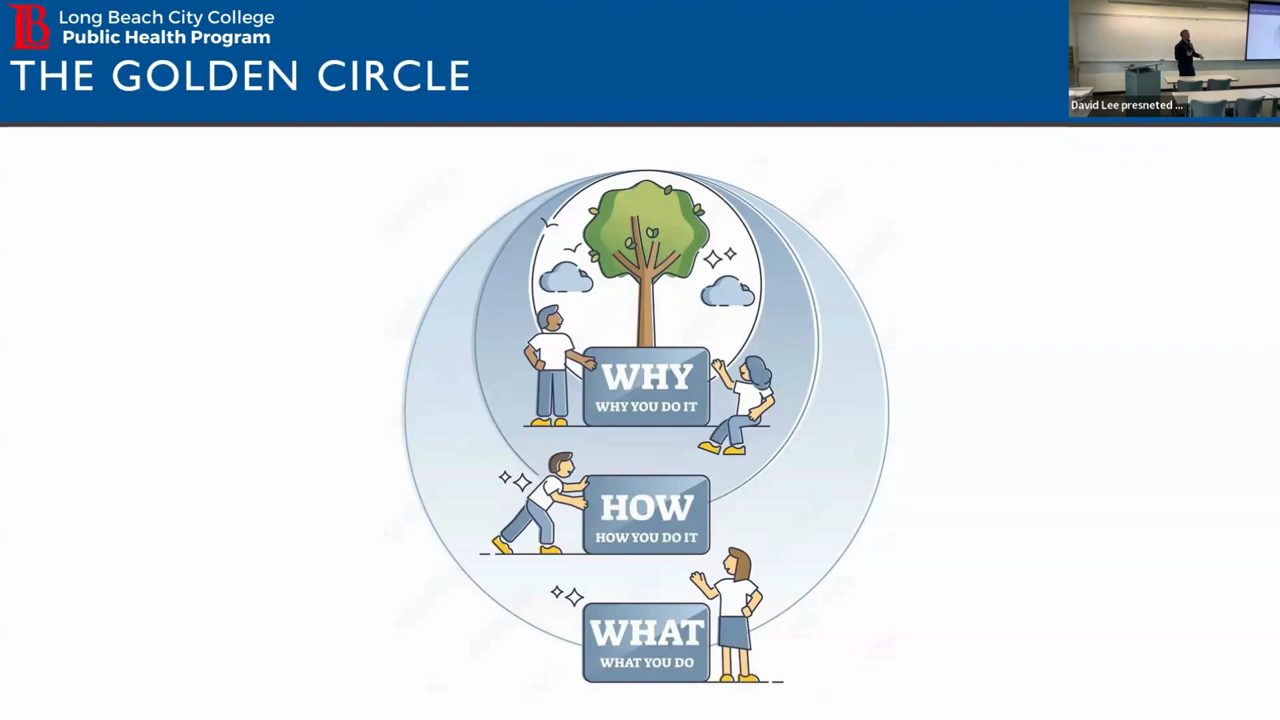 Long Beach City College
Public Health Program
THE GOLDEN CIRCLE
David Lee presneted ...
WHY
WHY YOU DO IT
HOW
HOW YOU DO IT
WHAT
WHAT YOU DO